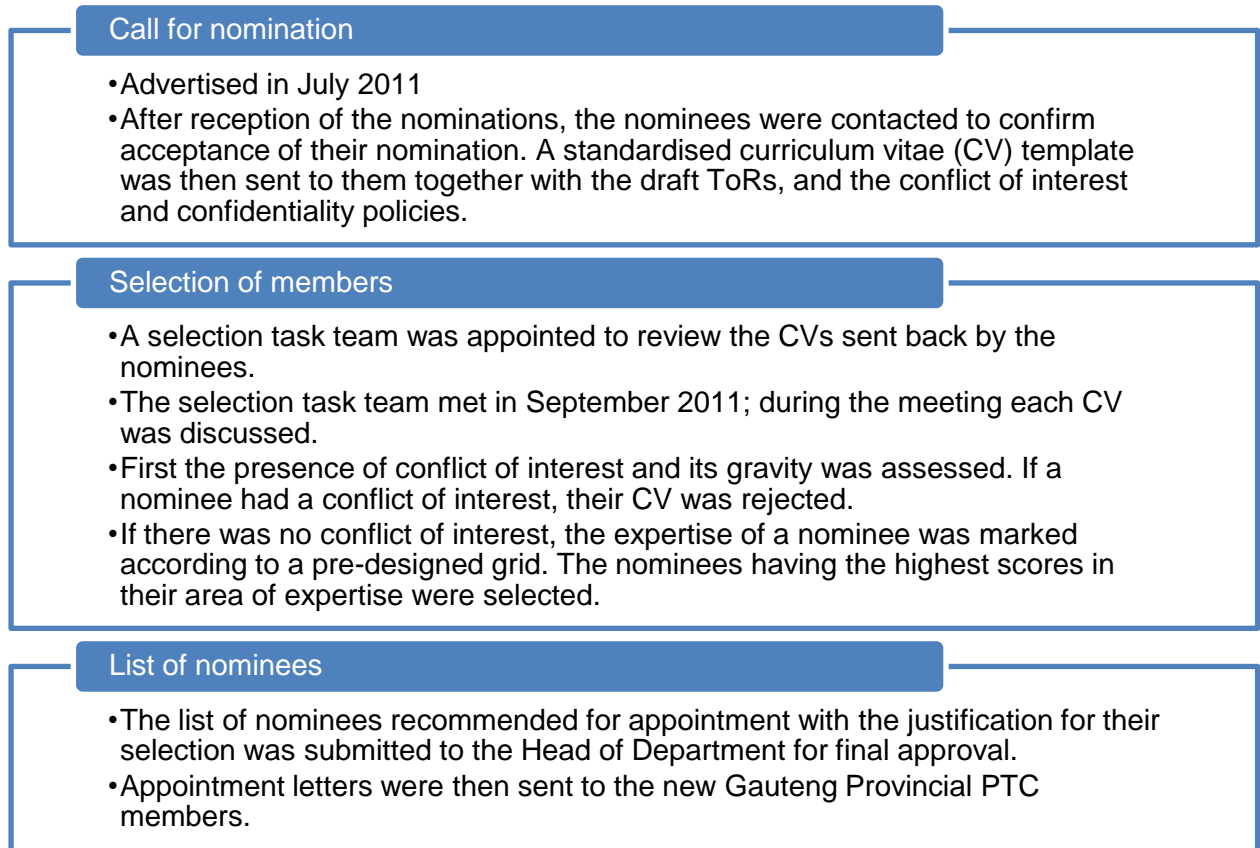 Call for nomination
•Advertised in July 2011
•After reception of the nominations, the nominees were contacted to confirm
acceptance of their nomination. A standardised curriculum vitae (CV) template
was then sent to them together with the draft ToRs, and the conflict of interest
and confidentiality policies.
Selection of members
•A selection task team was appointed to review the CVs sent back by the
nominees.
•The selection task team met in September 2011; during the meeting each CV
was discussed.
•First the presence of conflict of interest and its gravity was assessed. If a
nominee had a conflict of interest, their CV was rejected.
•If there was no conflict of interest, the expertise of a nominee was marked
according to a pre-designed grid. The nominees having the highest scores in
their area of expertise were selected.
List of nominees
•The list of nominees recommended for appointment with the justification for their
selection was submitted to the Head of Department for final approval.
•Appointment letters were then sent to the new Gauteng Provincial PTC
members.